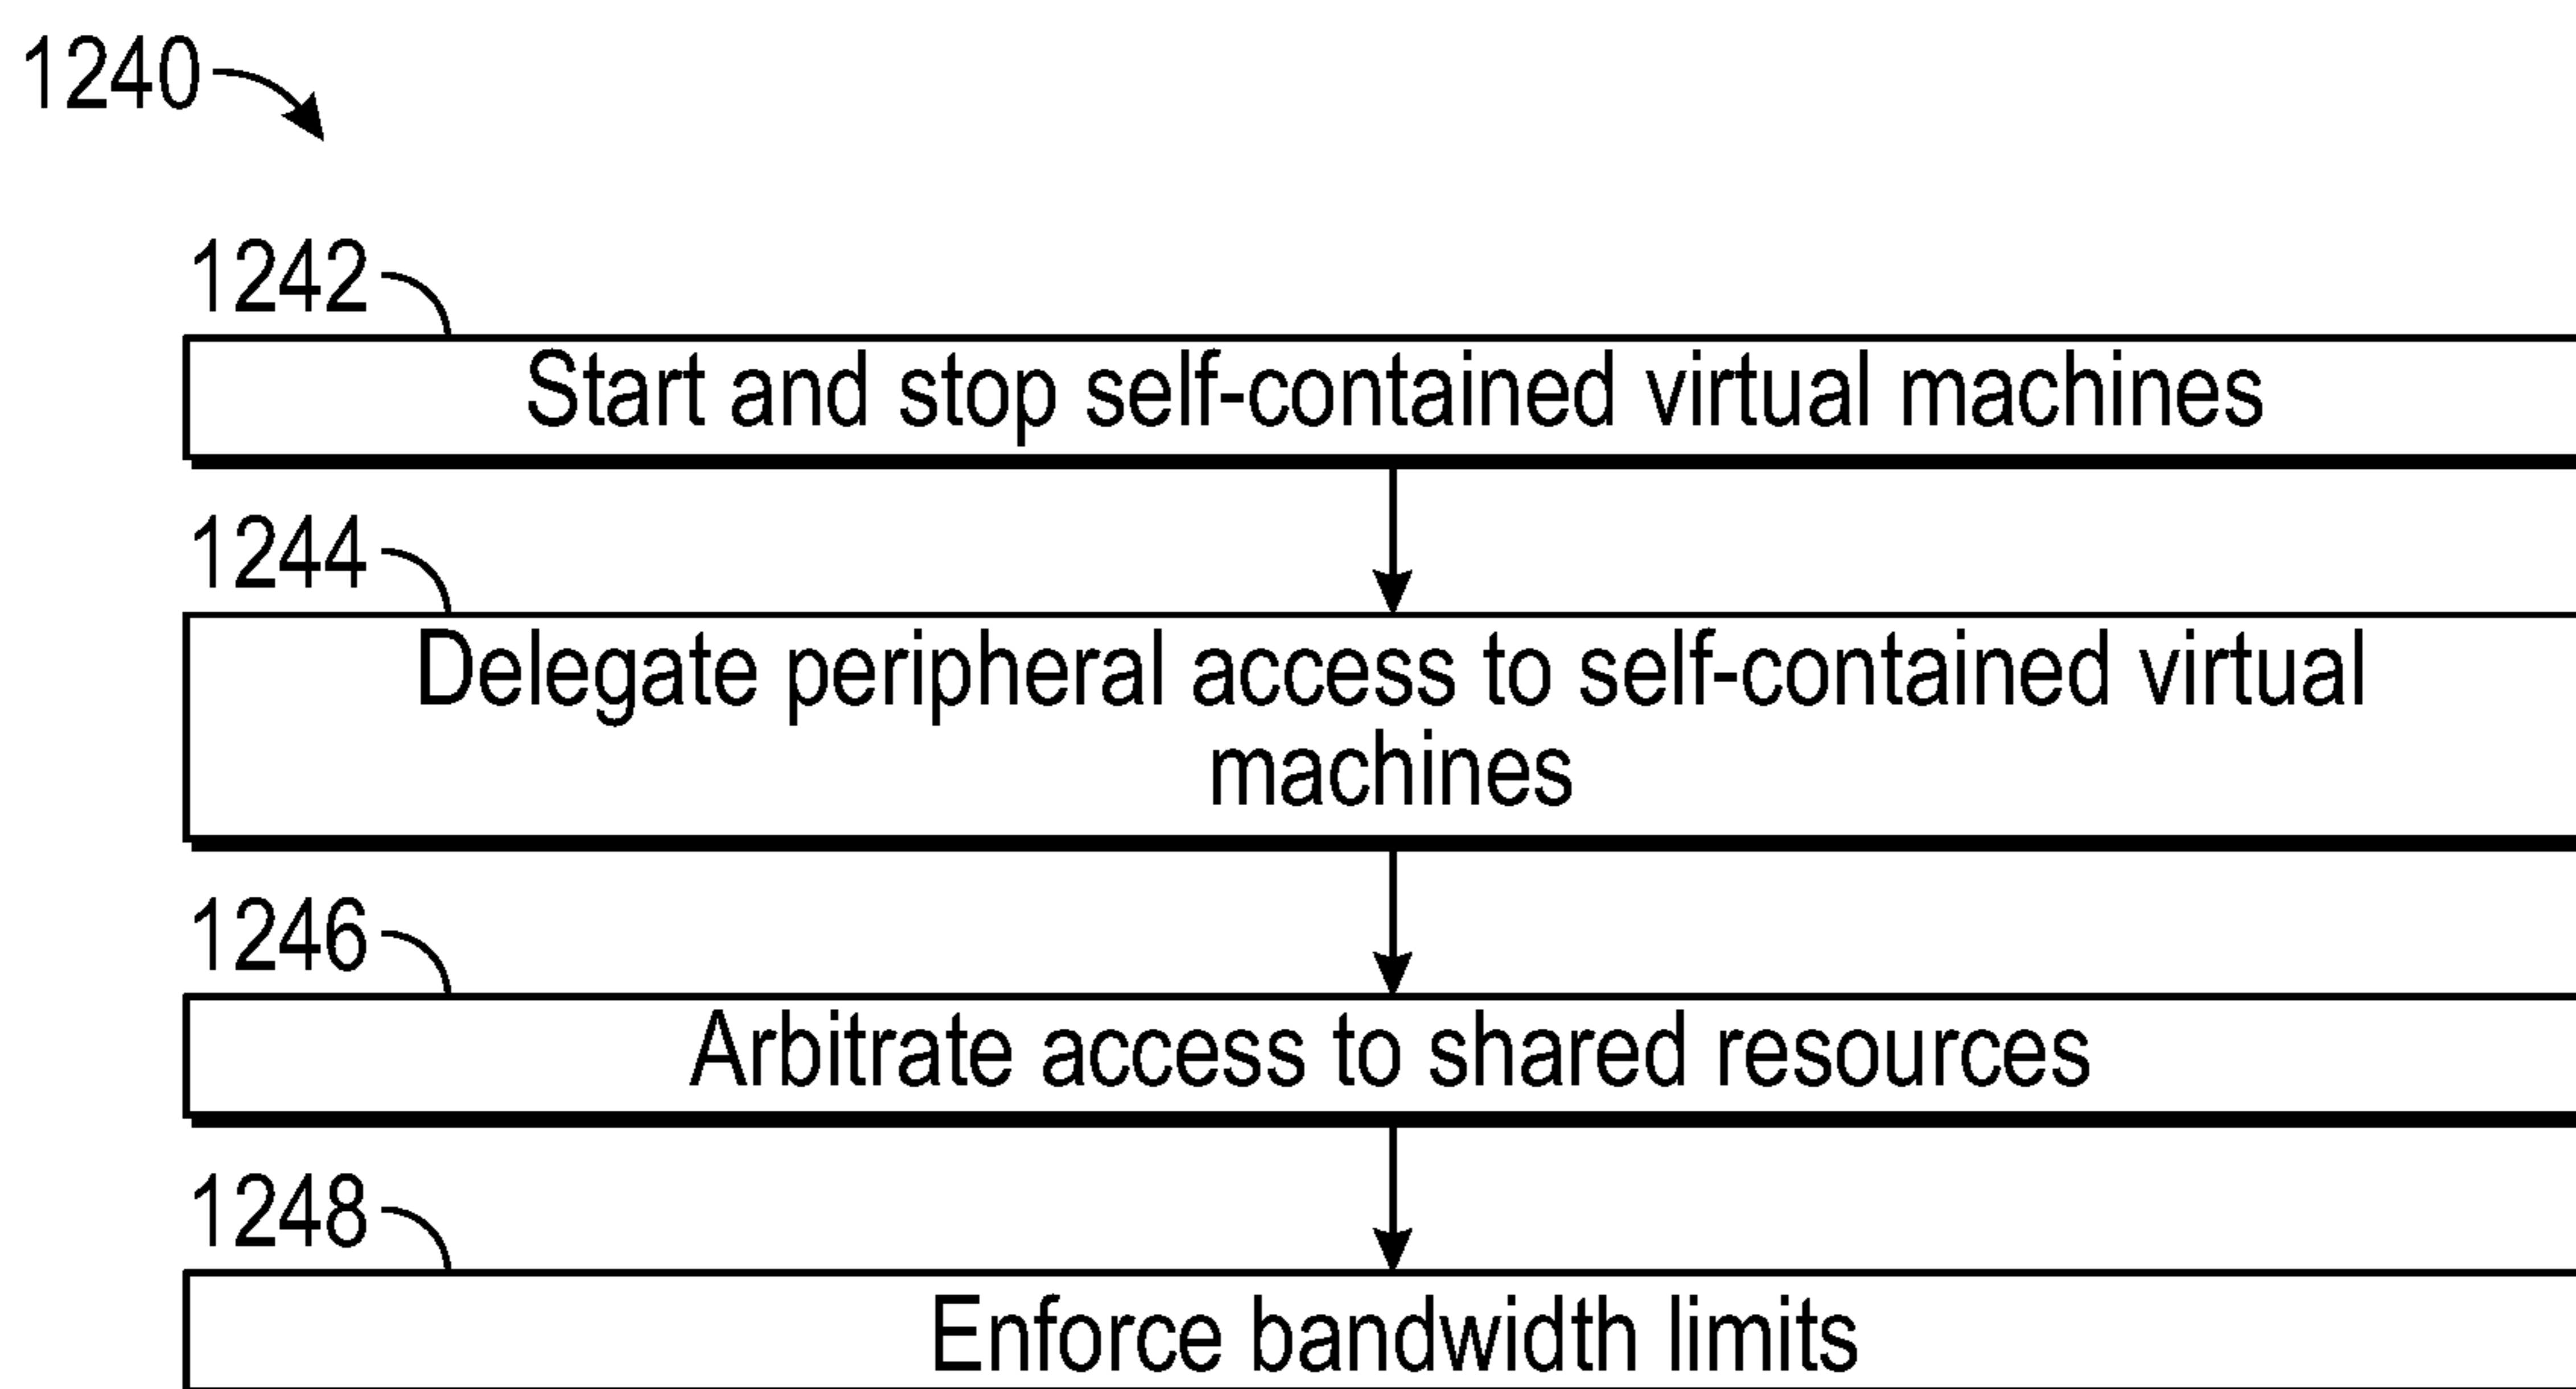 1240
1242
Start and stop self-contained virtual machines
1244
Delegate peripheral access to self-contained virtual
machines
1246
Arbitrate access to shared resources
1248
Enforce bandwidth limits